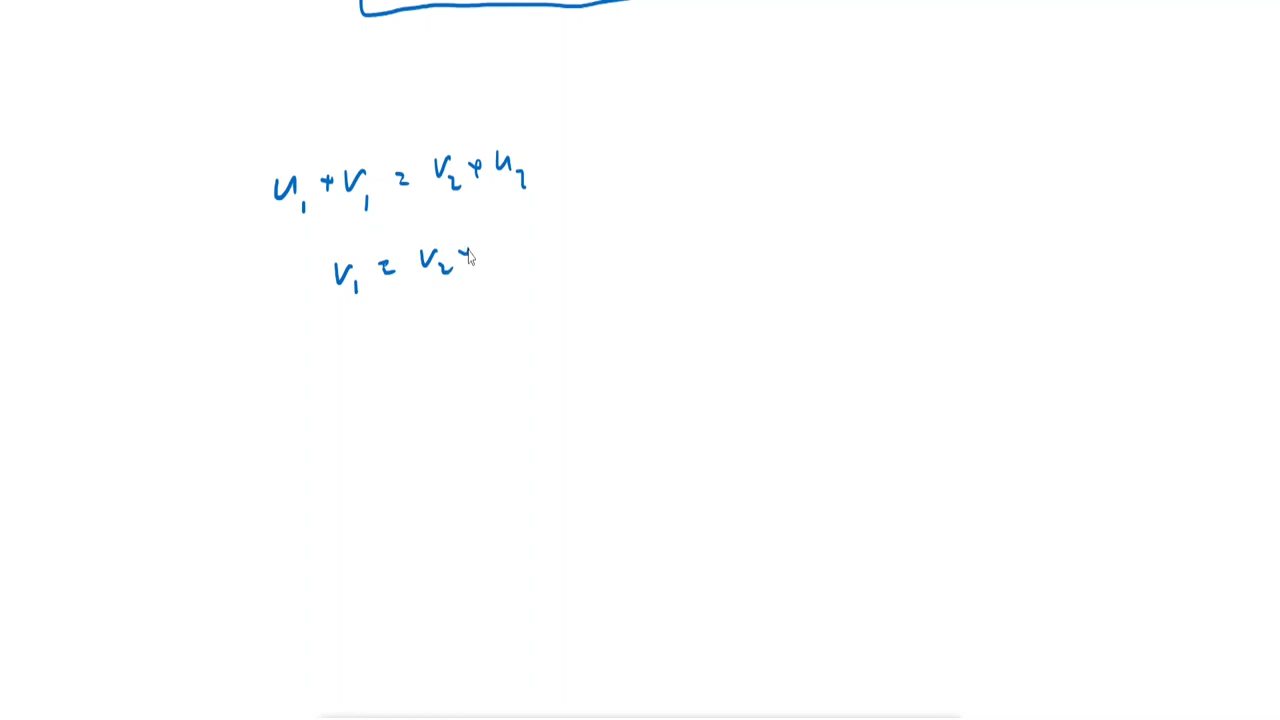 u₁ + v₁ = v₂ + u₂
v₁ = v₂ +